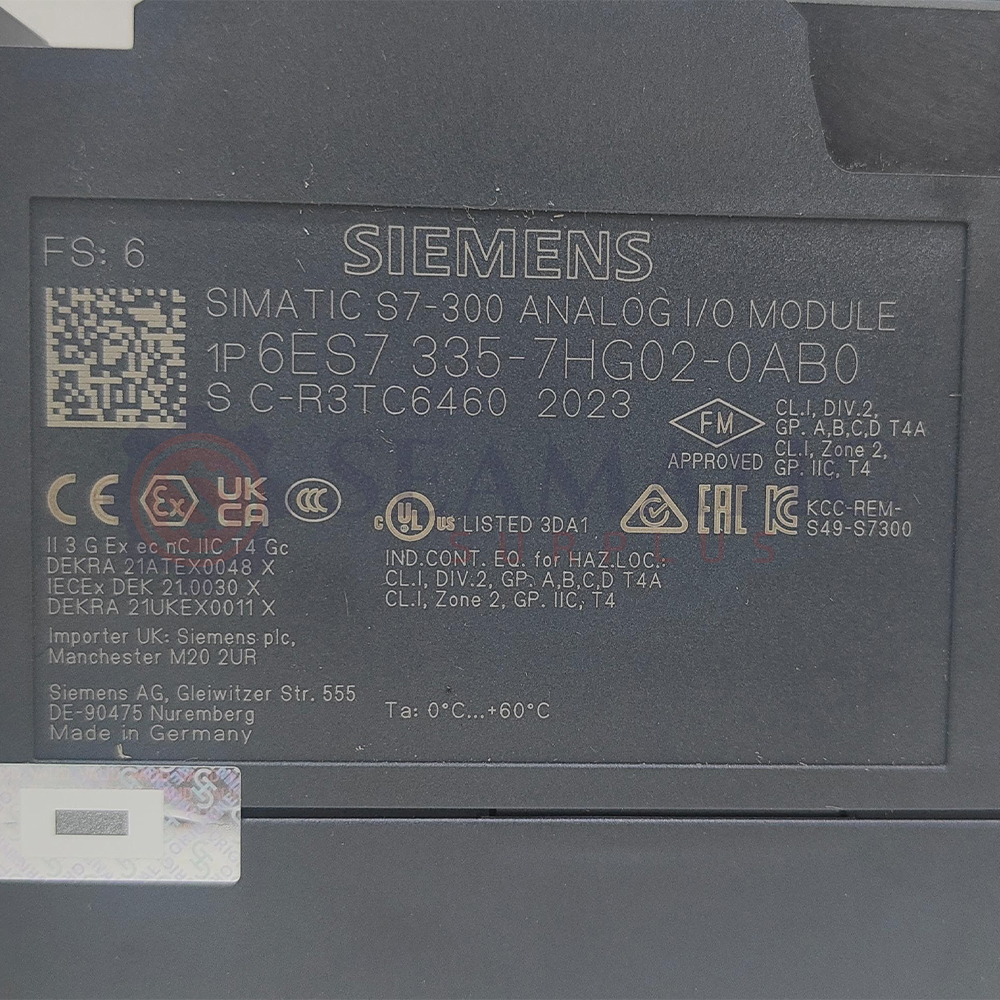 FS: 6
SIEMENS
SIMATIC S7-300 ANALOG I/O MODULE
1P 6ES7 335-7HG02-0AB0
S C-R3TC6460 2023
FM
APPROVED
CL.I, DIV.2,
GP. A,B,C,D T4A
CL.I, Zone 2,
GP. IIC, T4
CE Ex UK CA CCC
c UL us LISTED 3DA1
EAC
KCC-REM-
S49-S7300
II 3 G Ex ec nC IIC T4 Gc
DEKRA 21ATEX0048 X
IECEx DEK 21.0030 X
DEKRA 21UKEX0011 X
IND.CONT. EQ. for HAZ.LOC.:
CL.I, DIV.2, GP. A,B,C,D T4A
CL.I, Zone 2, GP. IIC, T4
Importer UK: Siemens plc,
Manchester M20 2UR
Siemens AG, Gleiwitzer Str. 555
DE-90475 Nuremberg
Made in Germany
Ta: 0°C...+60°C
SURPLUS